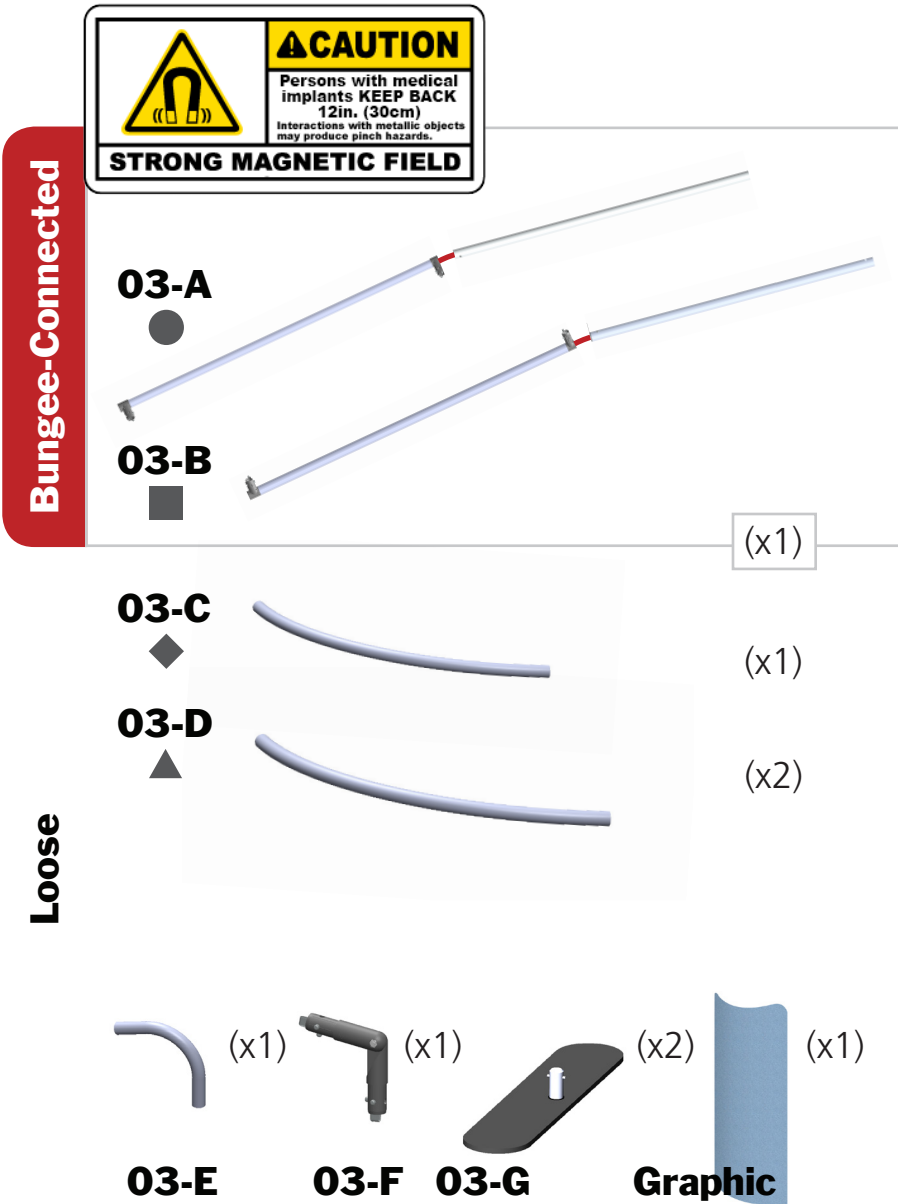 CAUTION
Persons with medical
implants KEEP BACK
12in. (30cm)
Interactions with metallic objects
may produce pinch hazards.
STRONG MAGNETIC FIELD
Bungee-Connected
03-A
03-B
(x1)
Loose
03-C
(x1)
03-D
(x2)
(x1)
(x1)
(x2)
(x1)
03-E
03-F
03-G
Graphic